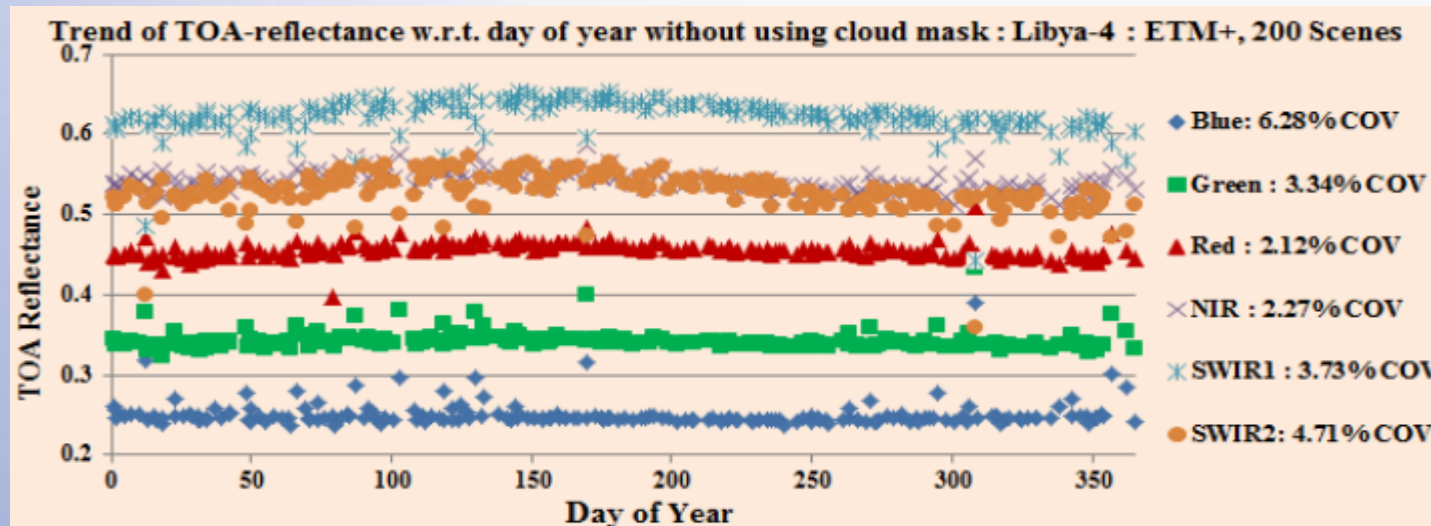 Trend of TOA-reflectance w.r.t. day of year without using cloud mask : Libya-4 : ETM+, 200 Scenes
0.7
0.6
0.5
0.4
0.3
0.2
TOA Reflectance
0
50
100
150
200
250
300
350
Day of Year
Blue: 6.28% COV
Green : 3.34% COV
Red : 2.12% COV
NIR : 2.27% COV
SWIR1 : 3.73% COV
SWIR2: 4.71% COV